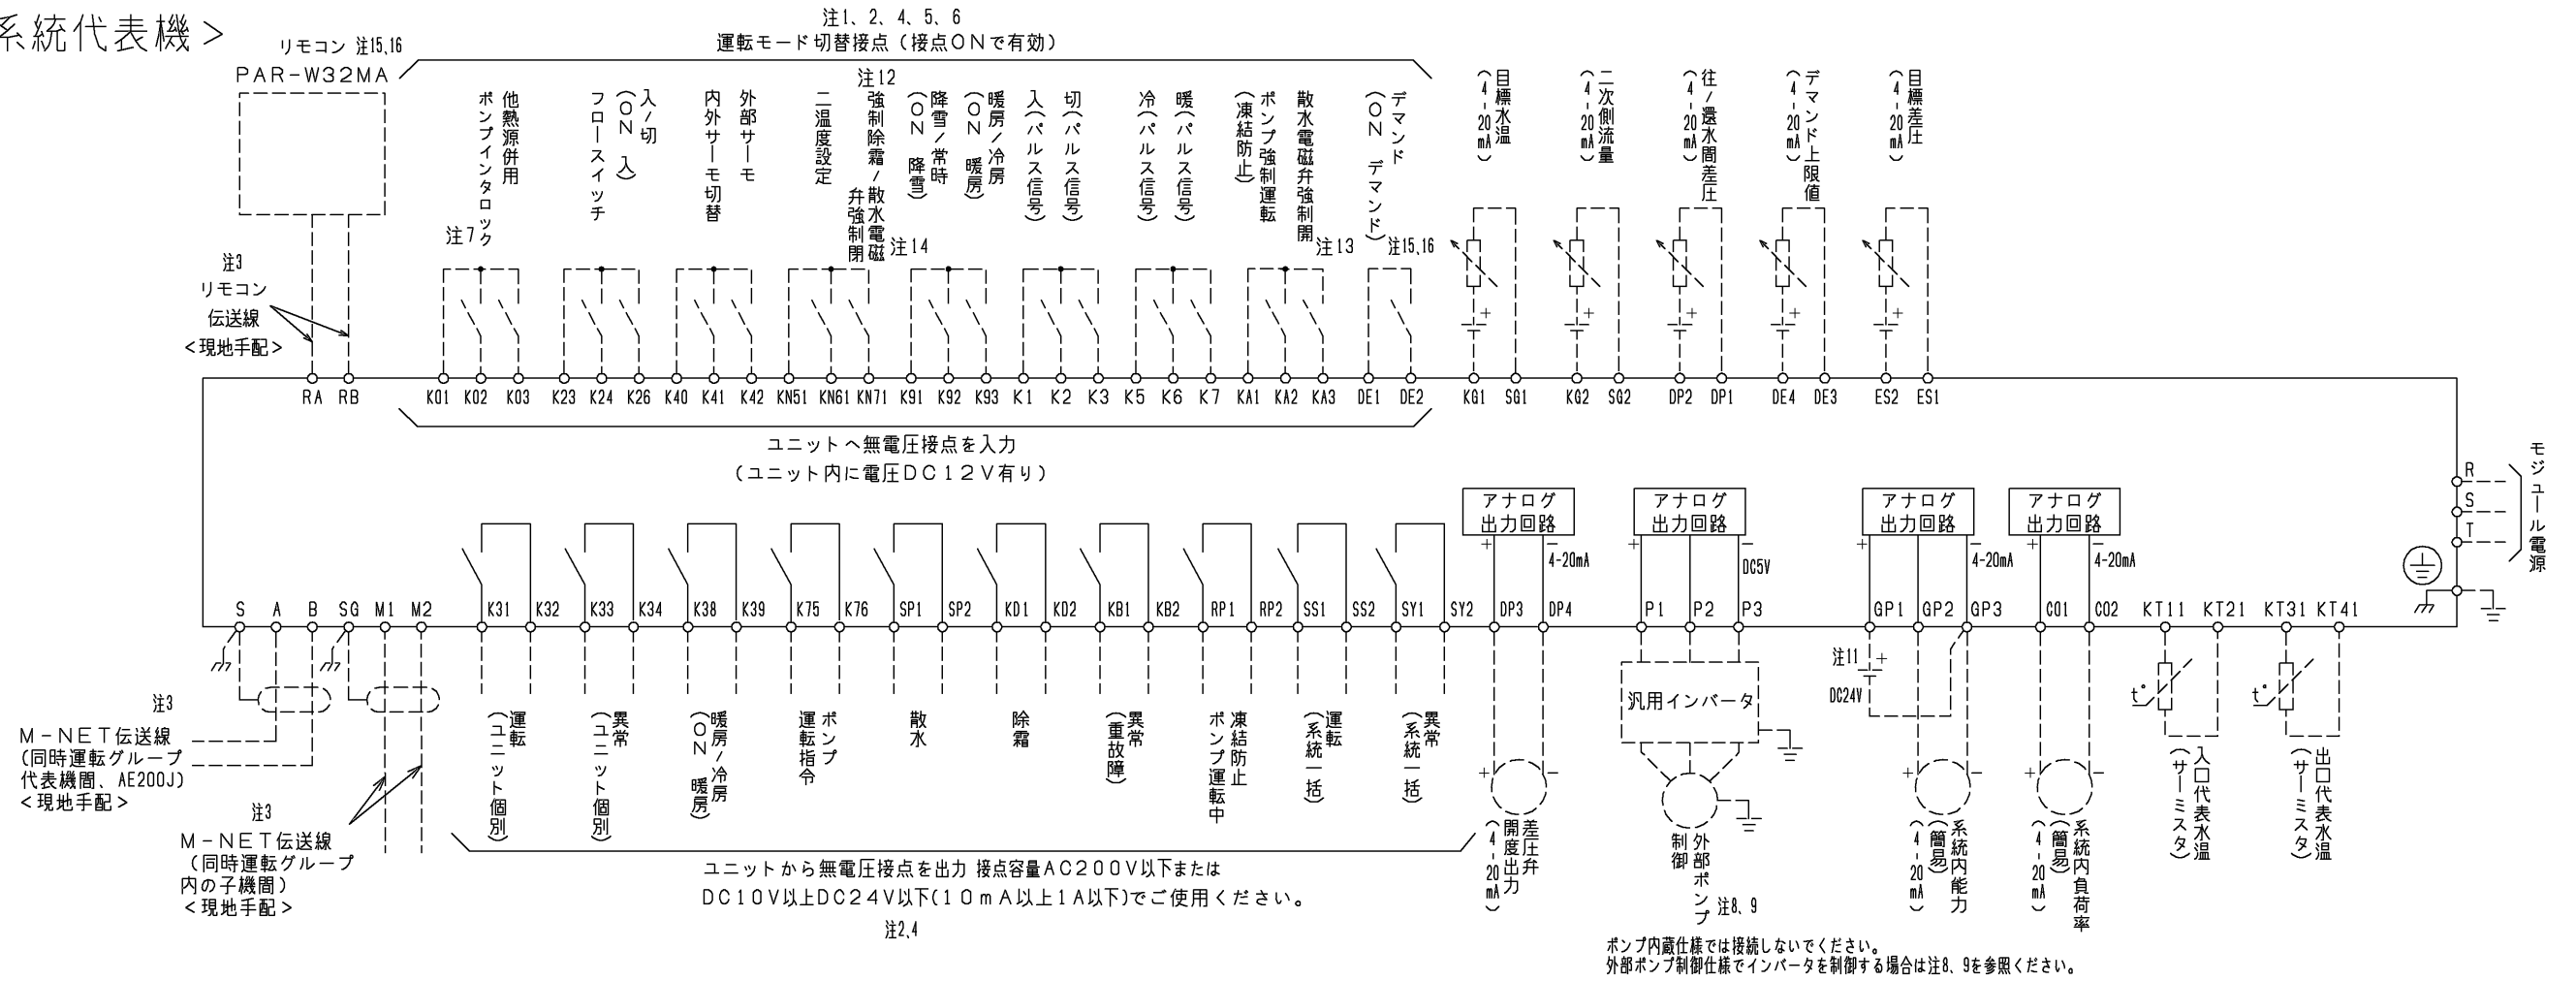 系統代表機＞
リモコン 注15､16
ＰＡＲ－Ｗ３２ＭＡ
注1、2、4、5、6
運転モード切替接点（接点ＯＮで有効）
他熱源併用
ポンプインタロック
注7
入／切
（ＯＮ　入）
フロースイッチ
外部サーモ
内外サーモ切替
二温度設定
注12
強制除霜／散水電磁
弁強制閉
注14
降雪／常時
（ＯＮ　降雪）
暖房／冷房
（ＯＮ　暖房）
入（パルス信号）
切（パルス信号）
冷（パルス信号）
暖（パルス信号）
ポンプ強制運転
（凍結防止）
散水電磁弁強制開
注13
デマンド
（ＯＮ　デマンド）
注15､16
目標水温
（4-20mA）
二次側流量
（4-20mA）
往／還水間差圧
（4-20mA）
デマンド上限値
（4-20mA）
目標差圧
（4-20mA）
注3
リモコン
伝送線
＜現地手配＞
+ + + + +
RA RB K01 K02 K03 K23 K24 K26 K40 K41 K42 KN51 KN61 KN71 K91 K92 K93 K1 K2 K3 K5 K6 K7 KA1 KA2 KA3 DE1 DE2 KG1 SG1 KG2 SG2 DP2 DP1 DE4 DE3 ES2 ES1
ユニットへ無電圧接点を入力
（ユニット内に電圧ＤＣ１２Ｖ有り）
R
S
T
モジュール電源
アナログ
出力回路
+ − 4-20mA
アナログ
出力回路
+ − DC5V
アナログ
出力回路
+ − 4-20mA
アナログ
出力回路
+ − 4-20mA
S A B SG M1 M2 K31 K32 K33 K34 K38 K39 K75 K76 SP1 SP2 KD1 KD2 KB1 KB2 RP1 RP2 SS1 SS2 SY1 SY2 DP3 DP4 P1 P2 P3 GP1 GP2 GP3 CO1 CO2 KT11 KT21 KT31 KT41
注3
Ｍ－ＮＥＴ伝送線
(同時運転グループ
代表機間、AE200J)
＜現地手配＞
注3
Ｍ－ＮＥＴ伝送線
（同時運転グループ
内の子機間）
＜現地手配＞
運転
（ユニット個別）
異常
（ユニット個別）
暖房／冷房
（ＯＮ　暖房）
ポンプ
運転指令
散水
除霜
異常
（重故障）
凍結防止
ポンプ運転中
運転
（系統一括）
異常
（系統一括）
ユニットから無電圧接点を出力 接点容量ＡＣ２００Ｖ以下または
ＤＣ１０Ｖ以上ＤＣ２４Ｖ以下(１０ｍＡ以上１Ａ以下)でご使用ください。
注2､4
+ −
差圧弁
開度出力
（4-20mA）
汎用インバータ
外部ポンプ
制御
注8、9
注11 +
DC24V
+ −
系統内能力
（簡易）
（4-20mA）
+ −
系統内負荷率
（簡易）
（4-20mA）
t°
入口代表水温
（サーミスタ）
t°
出口代表水温
（サーミスタ）
ポンプ内蔵仕様では接続しないでください。
外部ポンプ制御仕様でインバータを制御する場合は注8、9を参照ください。